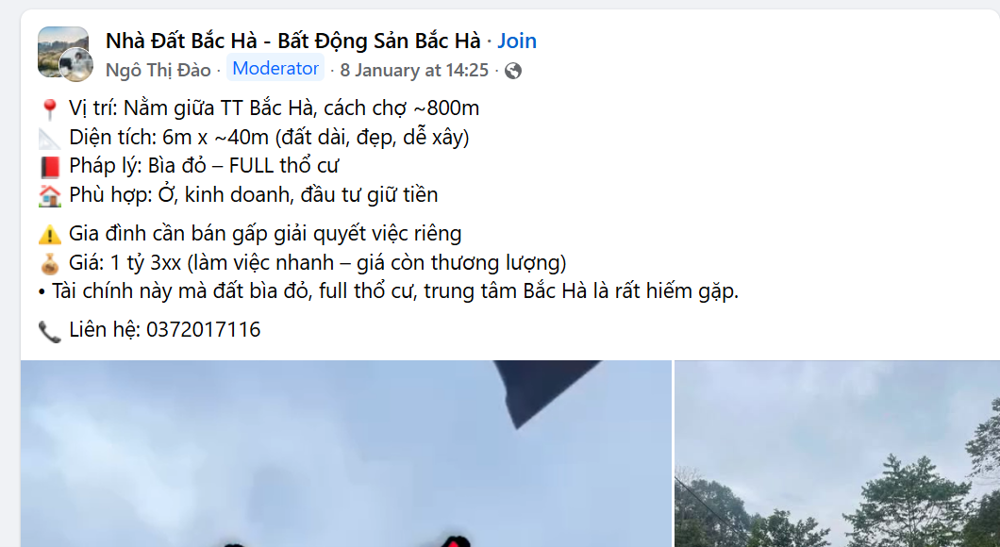 Nhà Đất Bắc Hà - Bất Động Sản Bắc Hà · Join
Ngô Thị Đào · Moderator · 8 January at 14:25 ·
📍 Vị trí: Nằm giữa TT Bắc Hà, cách chợ ~800m
📐 Diện tích: 6m x ~40m (đất dài, đẹp, dễ xây)
📕 Pháp lý: Bìa đỏ – FULL thổ cư
🏠 Phù hợp: Ở, kinh doanh, đầu tư giữ tiền
⚠️ Gia đình cần bán gấp giải quyết việc riêng
💰 Giá: 1 tỷ 3xx (làm việc nhanh – giá còn thương lượng)
• Tài chính này mà đất bìa đỏ, full thổ cư, trung tâm Bắc Hà là rất hiếm gặp.
📞 Liên hệ: 0372017116